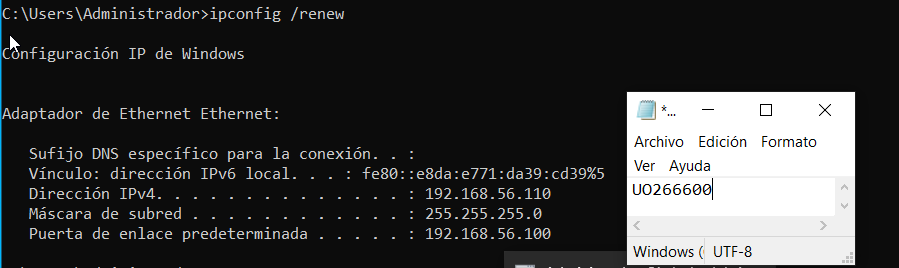 C:\Users\Administrador>ipconfig /renew
Configuración IP de Windows
Adaptador de Ethernet Ethernet:
Sufijo DNS específico para la conexión. . :
Vínculo: dirección IPv6 local. . . : fe80::e8da:e771:da39:cd39%5
Dirección IPv4. . . . . . . . . . . . . . : 192.168.56.110
Máscara de subred . . . . . . . . . . . . : 255.255.255.0
Puerta de enlace predeterminada . . . . . : 192.168.56.100
*...
Archivo Edición Formato
Ver Ayuda
UO266600
Windows ( UTF-8